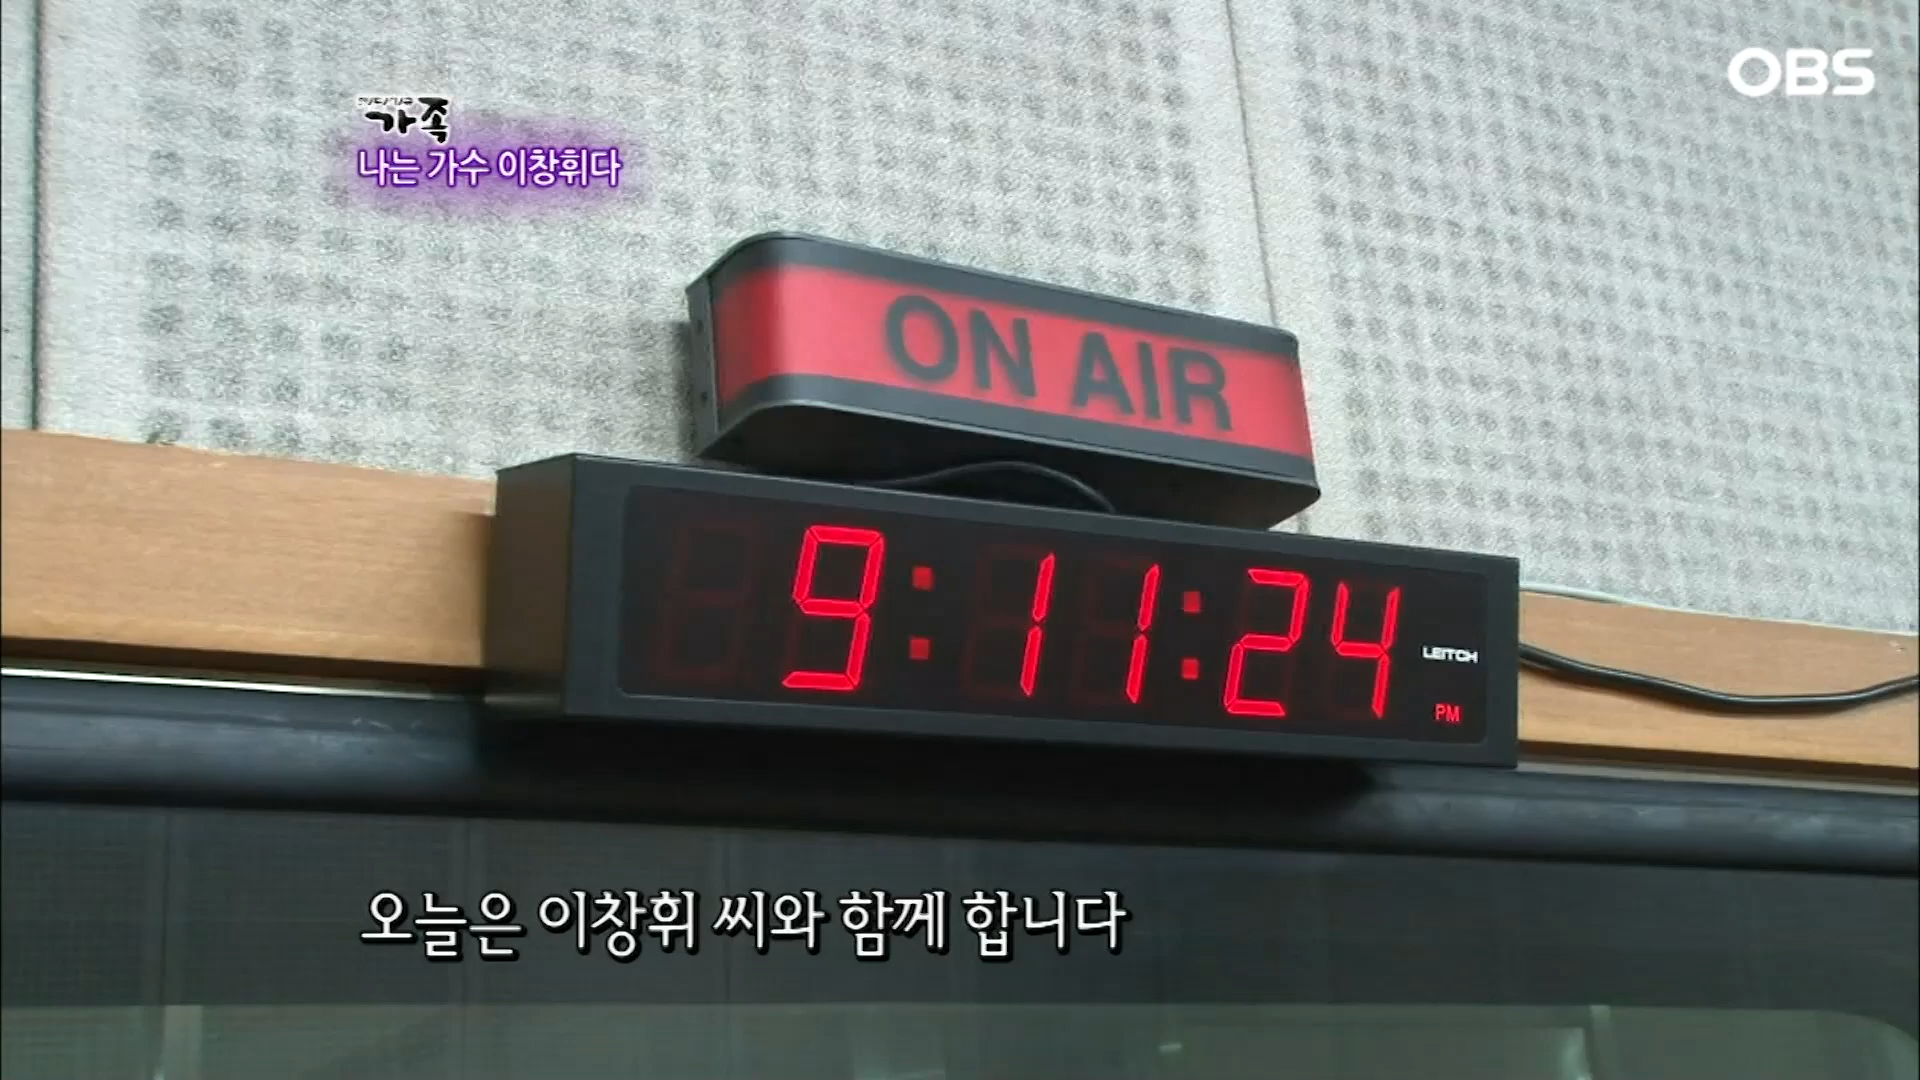 OBS
가족
나는 가수 이창휘다
ON AIR
9:11:24
LEITCH
PM
오늘은 이창휘 씨와 함께 합니다